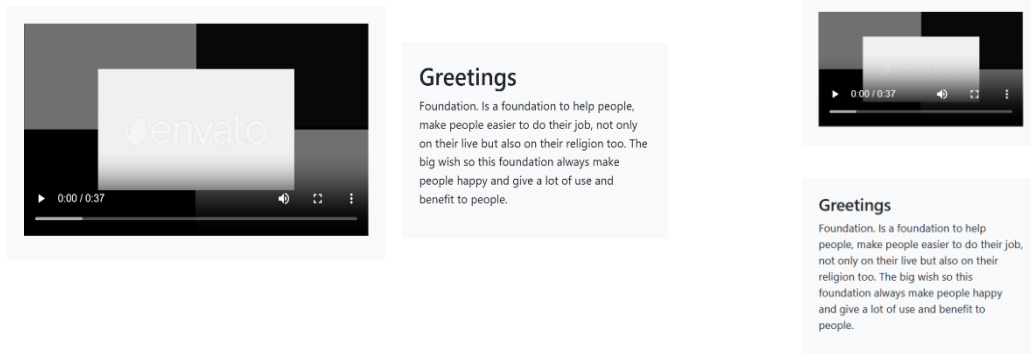 envato
0:00 / 0:37
Greetings
Foundation. Is a foundation to help people,
make people easier to do their job, not only
on their live but also on their religion too. The
big wish so this foundation always make
people happy and give a lot of use and
benefit to people.
0:00 / 0:37
Greetings
Foundation. Is a foundation to help
people, make people easier to do their job,
not only on their live but also on their
religion too. The big wish so this
foundation always make people happy
and give a lot of use and benefit to
people.